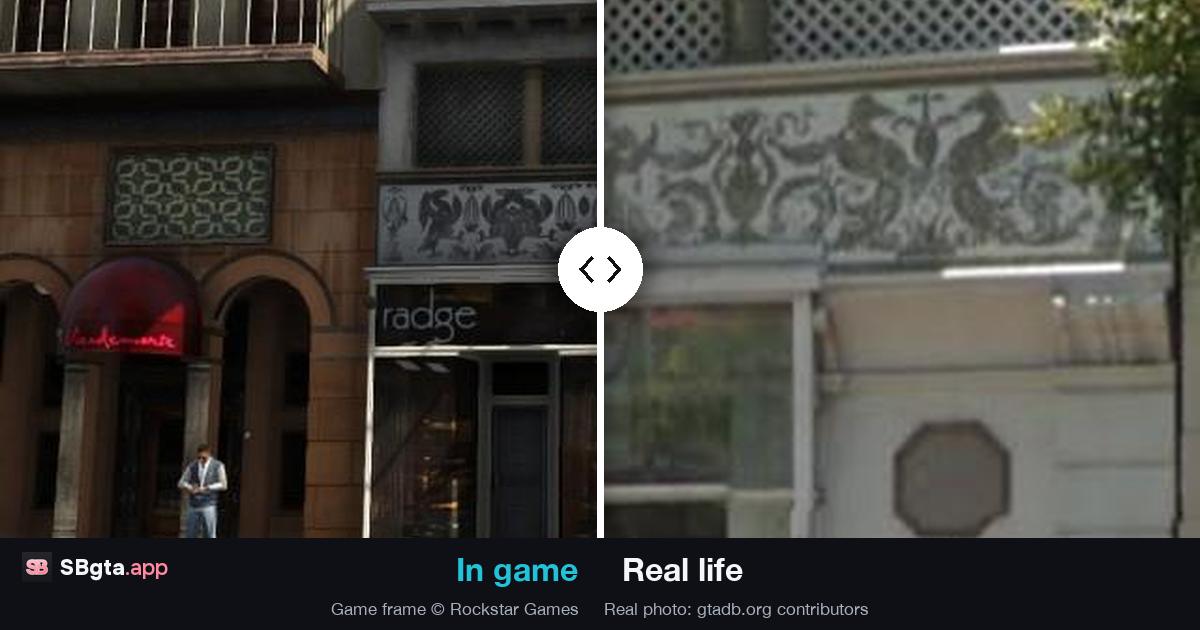 radge
SBgta.app
In game
Real life
Game frame © Rockstar Games
Real photo: gtadb.org contributors